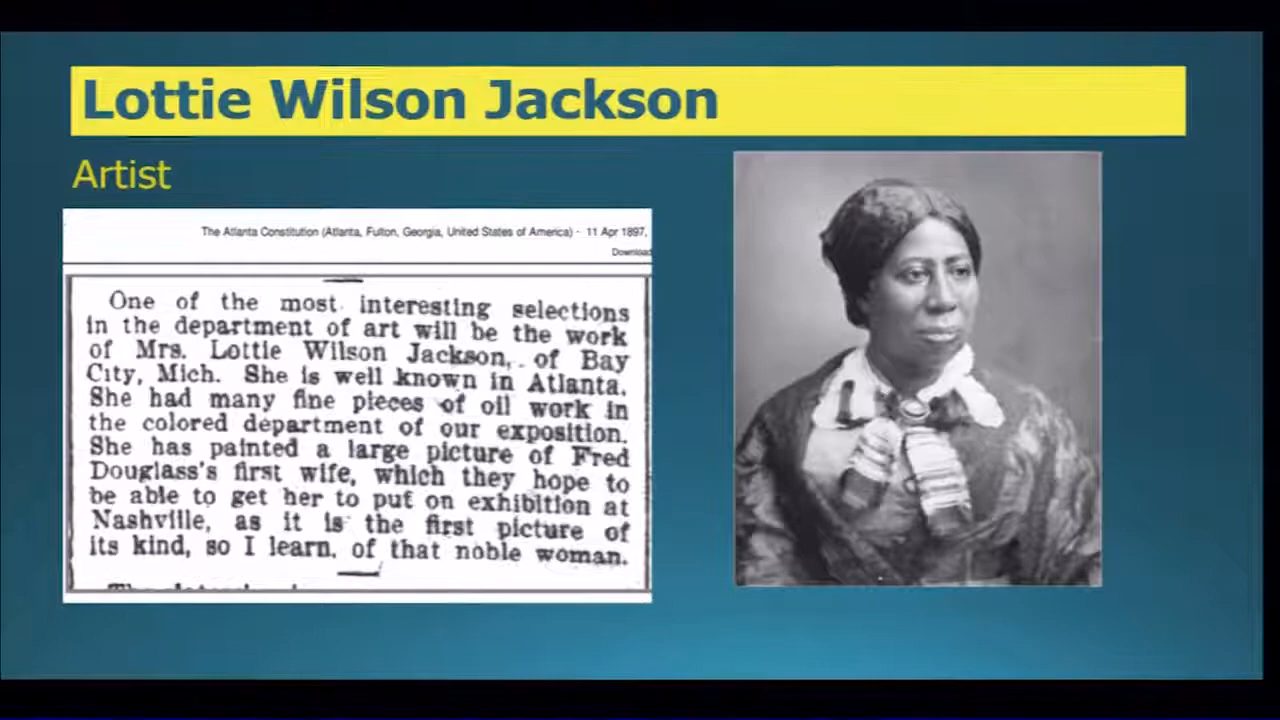 Lottie Wilson Jackson
Artist
The Atlanta Constitution (Atlanta, Fulton, Georgia, United States of America) - 11 Apr 1897,
Download
One of the most interesting selections
in the department of art will be the work
of Mrs. Lottie Wilson Jackson, of Bay
City, Mich. She is well known in Atlanta.
She had many fine pieces of oil work in
the colored department of our exposition.
She has painted a large picture of Fred
Douglass's first wife, which they hope to
be able to get her to put on exhibition at
Nashville, as it is the first picture of
its kind, so I learn, of that noble woman.